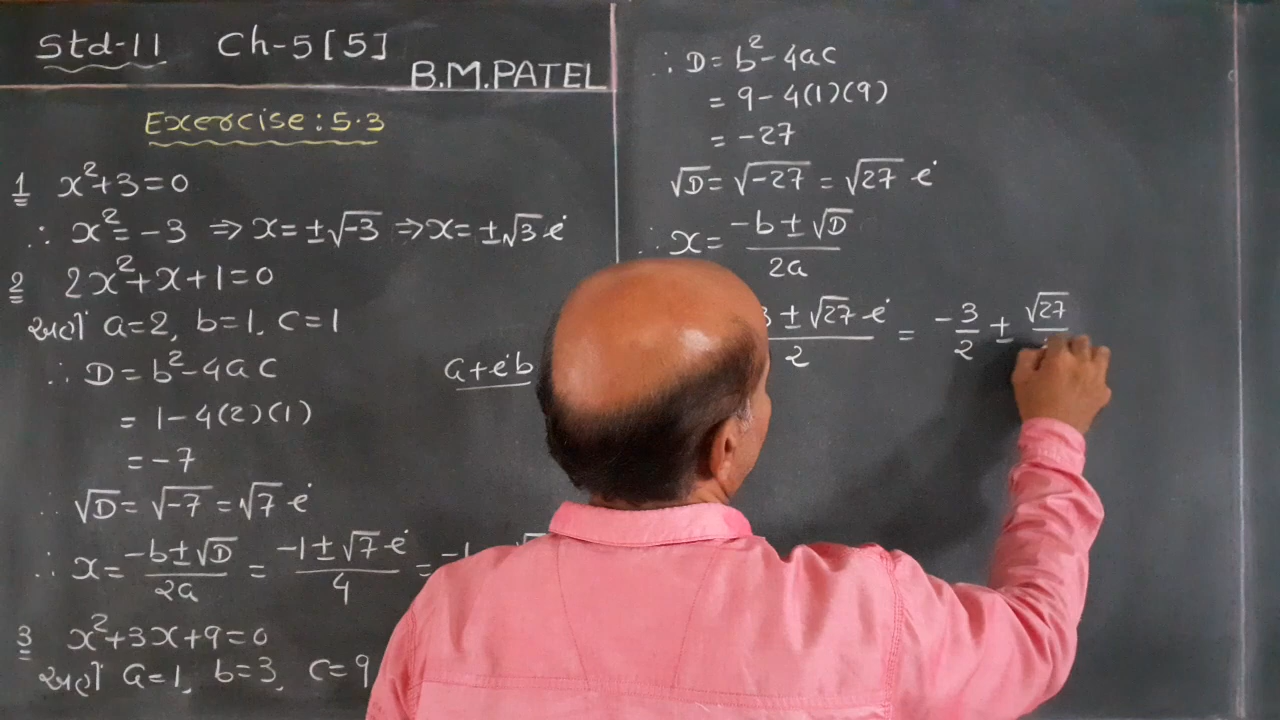 Std-11 Ch-5[5]
B.M.PATEL
Exercise: 5.3
1 x²+3=0
∴ x²=-3 ⇒ x=±√-3 ⇒ x=±√3 i
2 2x²+x+1=0
અહીં a=2, b=1, c=1
∴ D=b²-4ac
a+ib
= 1-4(2)(1)
= -7
∴ √D=√-7=√7 i
∴ x= (-b±√D)/2a = (-1±√7 i)/4 =
3 x²+3x+9=0
અહીં a=1, b=3, c=9
∴ D=b²-4ac
= 9-4(1)(9)
= -27
√D=√-27=√27 i
∴ x= (-b±√D)/2a
3±√27 i/2 = -3/2 ± √27